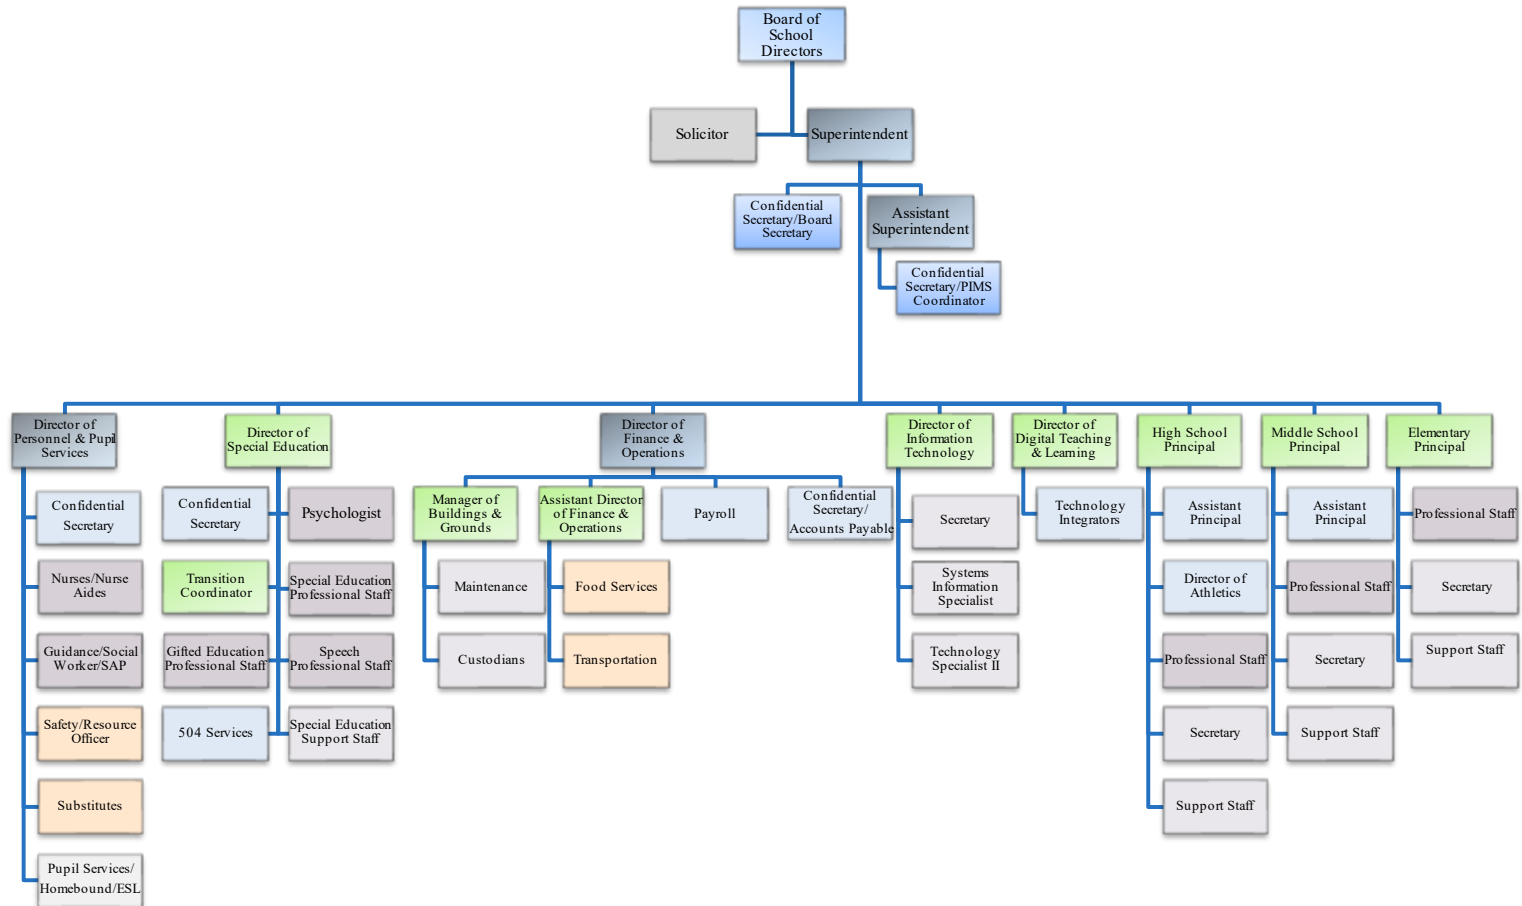 Board of
School
Directors
Solicitor
Superintendent
Confidential
Secretary/Board
Secretary
Assistant
Superintendent
Confidential
Secretary/PIMS
Coordinator
Director of
Personnel & Pupil
Services
Confidential
Secretary
Nurses/Nurse
Aides
Guidance/Social
Worker/SAP
Safety/Resource
Officer
Substitutes
Pupil Services/
Homebound/ESL
Director of
Special Education
Confidential
Secretary
Psychologist
Transition
Coordinator
Special Education
Professional Staff
Gifted Education
Professional Staff
Speech
Professional Staff
504 Services
Special Education
Support Staff
Director of
Finance &
Operations
Manager of
Buildings &
Grounds
Maintenance
Custodians
Assistant Director
of Finance &
Operations
Food Services
Transportation
Payroll
Confidential
Secretary/
Accounts Payable
Director of
Information
Technology
Secretary
Systems
Information
Specialist
Technology
Specialist II
Director of
Digital Teaching
& Learning
Technology
Integrators
High School
Principal
Assistant
Principal
Director of
Athletics
Professional Staff
Secretary
Support Staff
Middle School
Principal
Assistant
Principal
Professional Staff
Secretary
Support Staff
Elementary
Principal
Professional Staff
Secretary
Support Staff